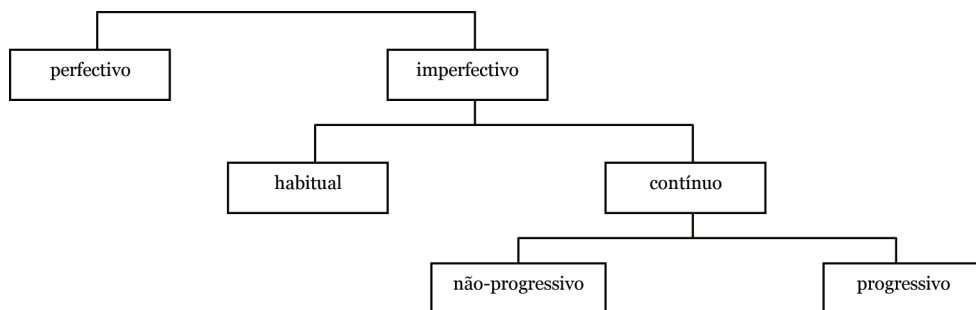 perfectivo
imperfectivo
habitual
contínuo
não-progressivo
progressivo